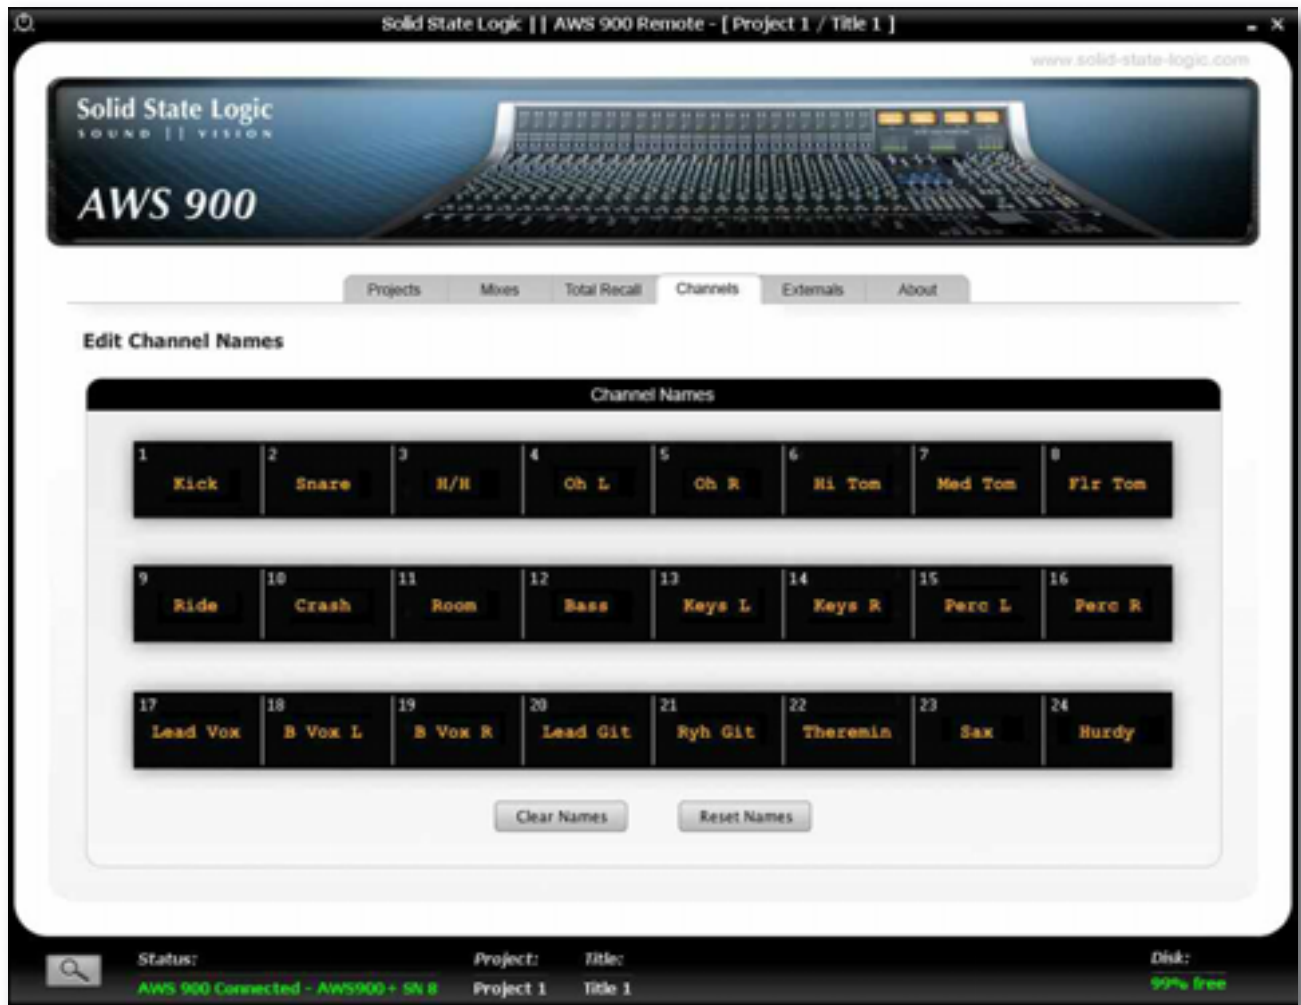 Solid State Logic || AWS 900 Remote - [ Project 1 / Title 1 ]
www.solid-state-logic.com
Solid State Logic
SOUND || VISION
AWS 900
Projects Mixes Total Recall Channels Externals About
Edit Channel Names
Channel Names
1 2 3 4 5 6 7 8
Kick Snare H/H Oh L Oh R Hi Tom Med Tom Flr Tom
9 10 11 12 13 14 15 16
Ride Crash Room Bass Keys L Keys R Perc L Perc R
17 18 19 20 21 22 23 24
Lead Vox B Vox L B Vox R Lead Git Ryh Git Theremin Sax Hurdy
Clear Names Reset Names
Status: Project: Title: Disk:
AWS 900 Connected - AWS900+ SN 8 Project 1 Title 1 99% free